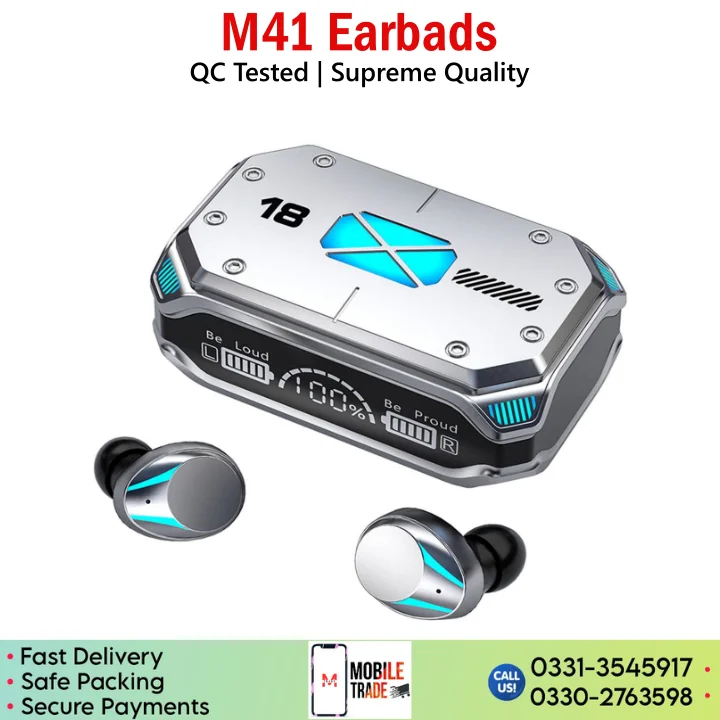 M41 Earbads
QC Tested | Supreme Quality
18
Be Loud
L
100%
Be Proud
R
• Fast Delivery
• Safe Packing
• Secure Payments
M
MOBILE
TRADE
CALL
US!
0331-3545917 •
0330-2763598 •